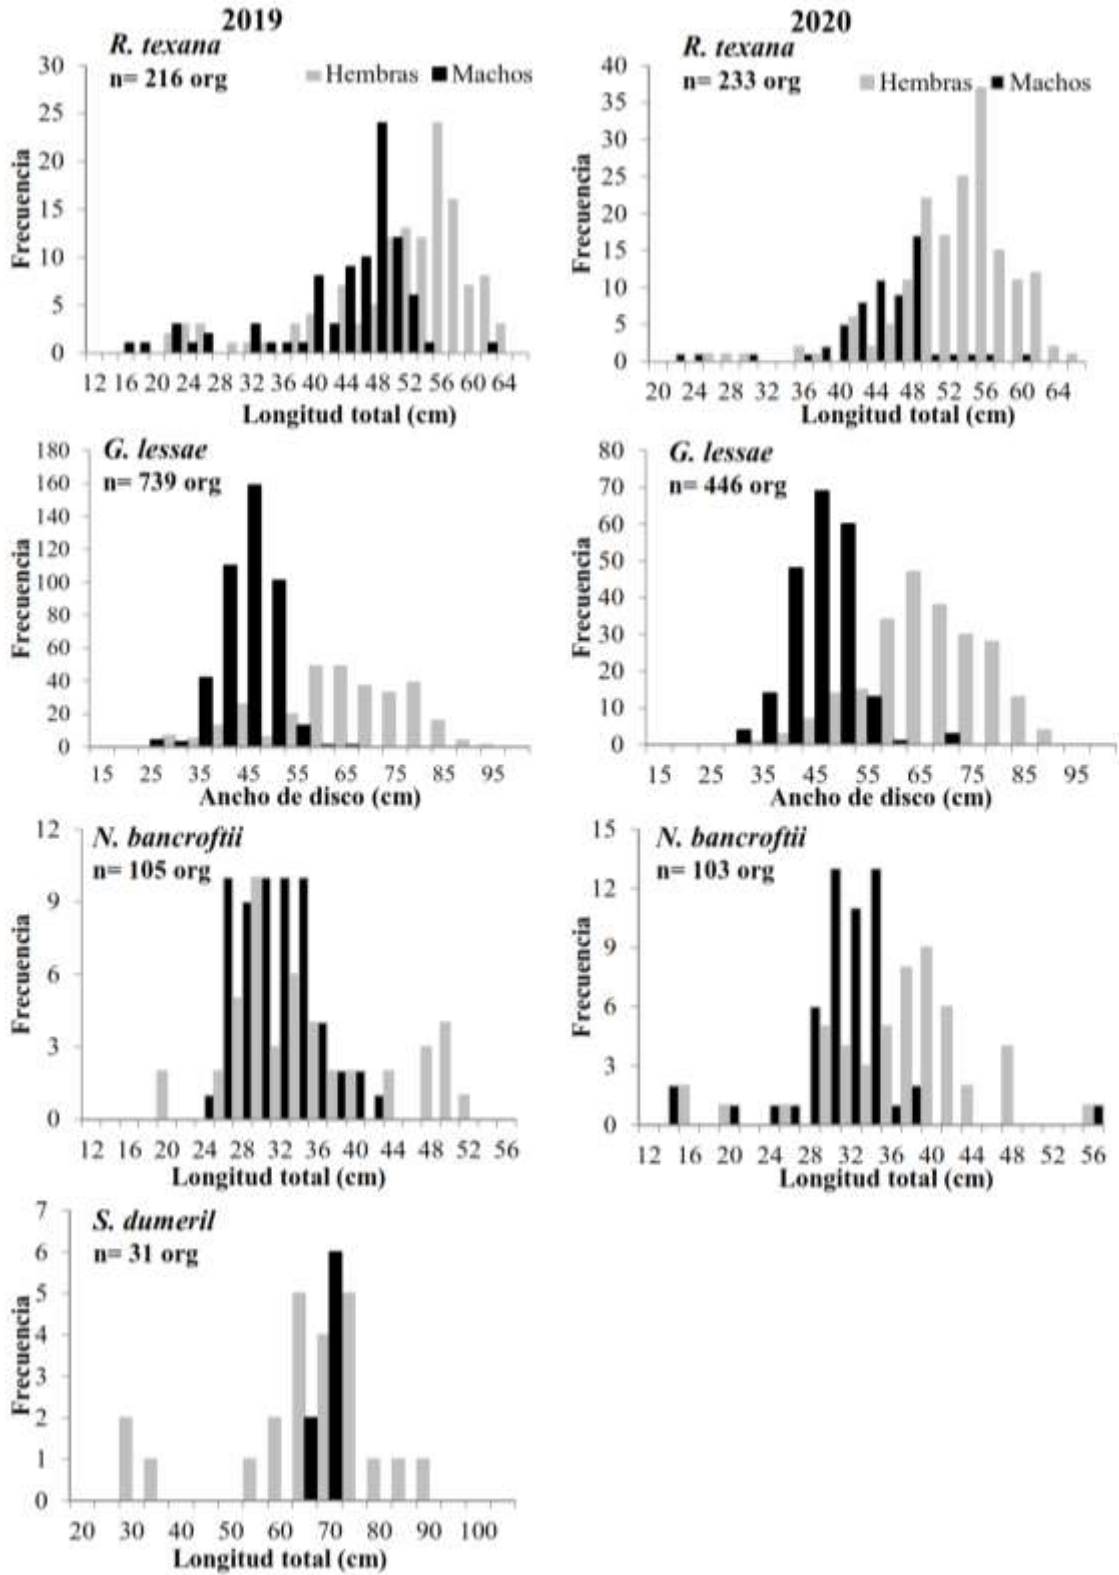 2019
2020
R. texana
n= 216 org
Hembras Machos
30
25
20
15
10
5
0
Frecuencia
12 16 20 24 28 32 36 40 44 48 52 56 60 64
Longitud total (cm)
R. texana
n= 233 org
Hembras Machos
40
35
30
25
20
15
10
5
0
Frecuencia
20 24 28 32 36 40 44 48 52 56 60 64
Longitud total (cm)
G. lessae
n= 739 org
180
160
140
120
100
80
60
40
20
0
Frecuencia
15 25 35 45 55 65 75 85 95
Ancho de disco (cm)
G. lessae
n= 446 org
80
70
60
50
40
30
20
10
0
Frecuencia
15 25 35 45 55 65 75 85 95
Ancho de disco (cm)
N. bancroftii
n= 105 org
12
9
6
3
0
Frecuencia
12 16 20 24 28 32 36 40 44 48 52 56
Longitud total (cm)
N. bancroftii
n= 103 org
15
12
9
6
3
0
Frecuencia
12 16 20 24 28 32 36 40 44 48 52 56
Longitud total (cm)
S. dumeril
n= 31 org
7
6
5
4
3
2
1
0
Frecuencia
20 30 40 50 60 70 80 90 100
Longitud total (cm)